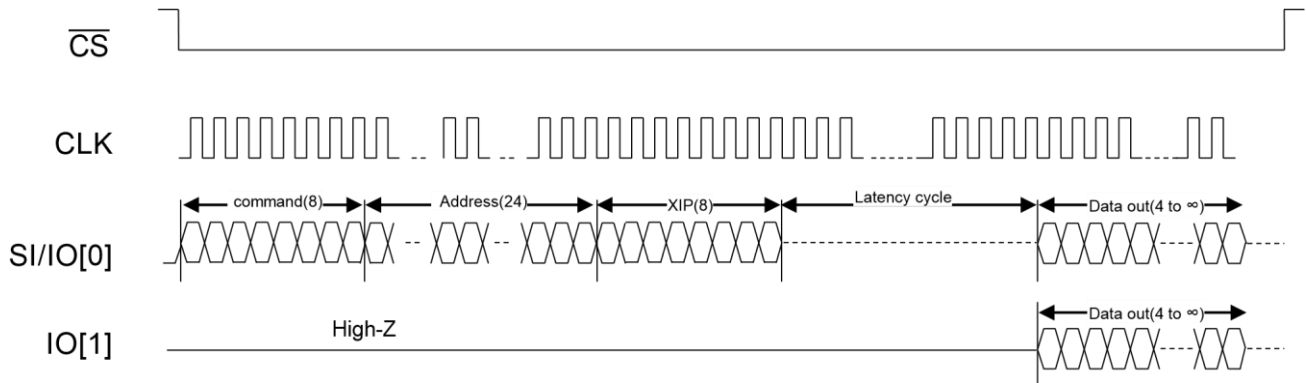 CS
CLK
command(8) Address(24) XIP(8) Latency cycle Data out(4 to ∞)
SI/IO[0]
Data out(4 to ∞)
High-Z
IO[1]